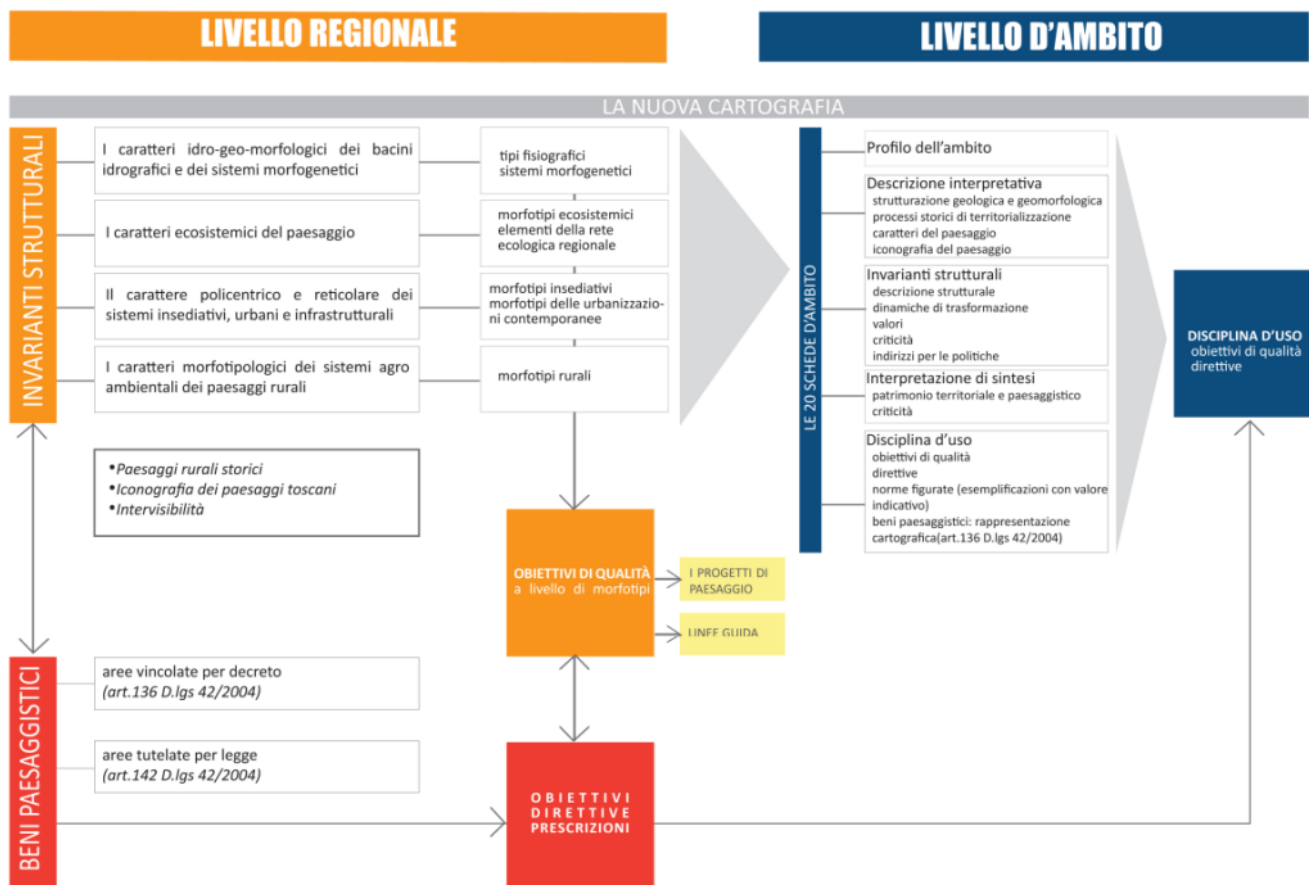 LIVELLO REGIONALE
LIVELLO D'AMBITO
LA NUOVA CARTOGRAFIA
INVARIANTI STRUTTURALI
I caratteri idro-geo-morfologici dei bacini
idrografici e dei sistemi morfogenetici
tipi fisiografici
sistemi morfogenetici
I caratteri ecosistemici del paesaggio
morfotipi ecosistemici
elementi della rete
ecologica regionale
Il carattere policentrico e reticolare dei
sistemi insediativi, urbani e infrastrutturali
morfotipi insediativi
morfotipi delle urbanizzazio-
ni contemporanee
I caratteri morfotipologici dei sistemi agro
ambientali dei paesaggi rurali
morfotipi rurali
•Paesaggi rurali storici
•Iconografia dei paesaggi toscani
•Intervisibilità
OBIETTIVI DI QUALITÀ
a livello di morfotipi
I PROGETTI DI
PAESAGGIO
LINEE GUIDA
BENI PAESAGGISTICI
aree vincolate per decreto
(art.136 D.lgs 42/2004)
aree tutelate per legge
(art.142 D.lgs 42/2004)
OBIETTIVI
DIRETTIVE
PRESCRIZIONI
LE 20 SCHEDE D'AMBITO
Profilo dell'ambito
Descrizione interpretativa
strutturazione geologica e geomorfologica
processi storici di territorializzazione
caratteri del paesaggio
iconografia del paesaggio
Invarianti strutturali
descrizione strutturale
dinamiche di trasformazione
valori
criticità
indirizzi per le politiche
Interpretazione di sintesi
patrimonio territoriale e paesaggistico
criticità
Disciplina d'uso
obiettivi di qualità
direttive
norme figurate (esemplificazioni con valore
indicativo)
beni paesaggistici: rappresentazione
cartografica(art.136 D.lgs 42/2004)
DISCIPLINA D'USO
obiettivi di qualità
direttive